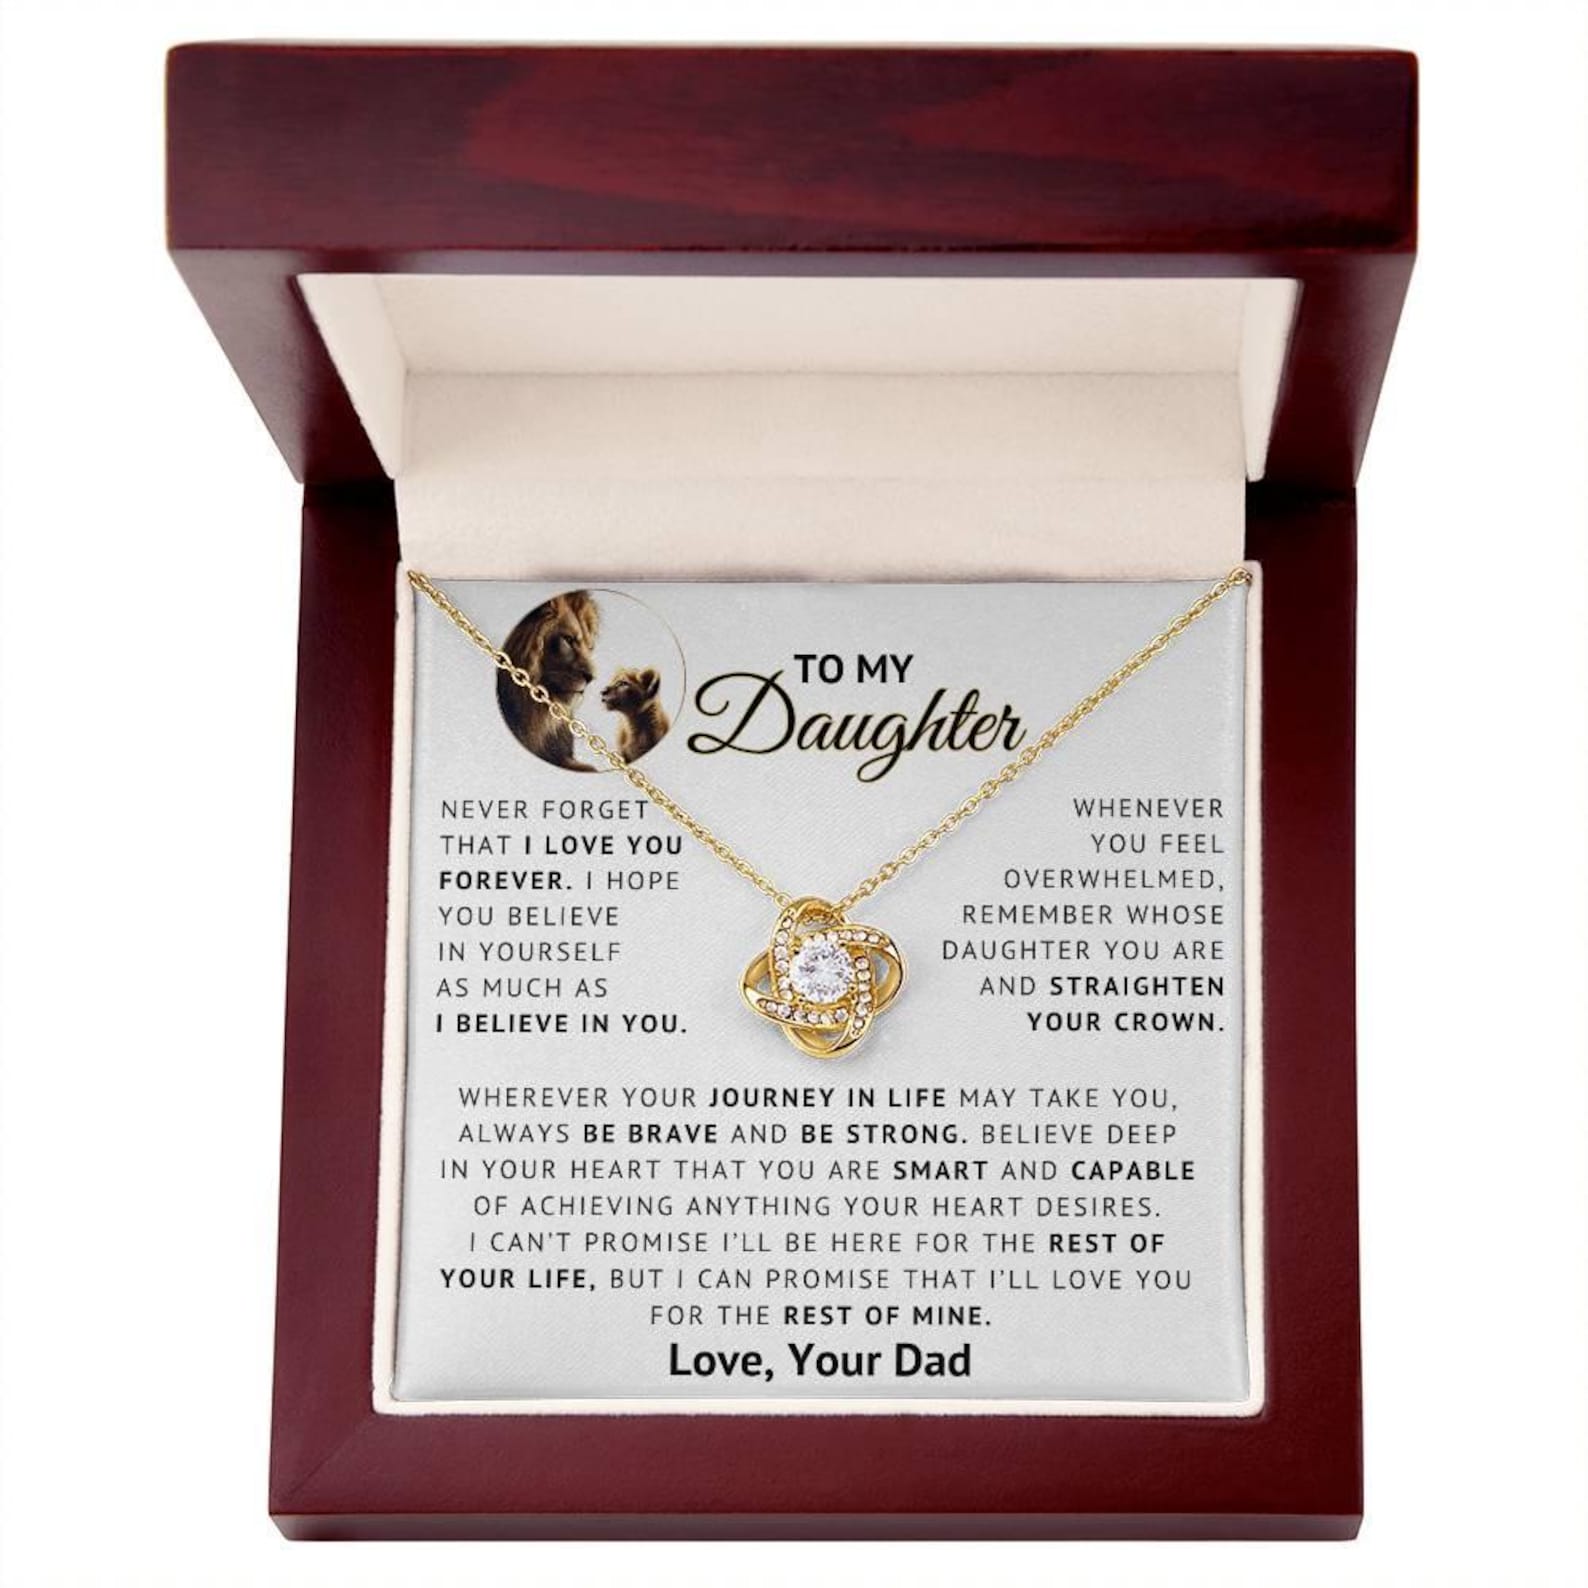 TO MY
Daughter
NEVER FORGET
THAT I LOVE YOU
FOREVER. I HOPE
YOU BELIEVE
IN YOURSELF
AS MUCH AS
I BELIEVE IN YOU.
WHENEVER
YOU FEEL
OVERWHELMED,
REMEMBER WHOSE
DAUGHTER YOU ARE
AND STRAIGHTEN
YOUR CROWN.
WHEREVER YOUR JOURNEY IN LIFE MAY TAKE YOU,
ALWAYS BE BRAVE AND BE STRONG. BELIEVE DEEP
IN YOUR HEART THAT YOU ARE SMART AND CAPABLE
OF ACHIEVING ANYTHING YOUR HEART DESIRES.
I CAN'T PROMISE I'LL BE HERE FOR THE REST OF
YOUR LIFE, BUT I CAN PROMISE THAT I'LL LOVE YOU
FOR THE REST OF MINE.
Love, Your Dad